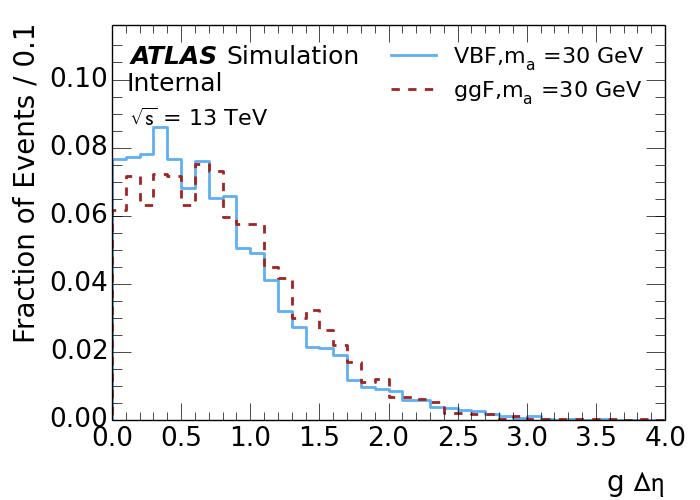 Fraction of Events / 0.1
0.10
0.08
0.06
0.04
0.02
0.00
ATLAS Simulation
Internal
√s = 13 TeV
VBF,mₐ =30 GeV
ggF,mₐ =30 GeV
0.0 0.5 1.0 1.5 2.0 2.5 3.0 3.5 4.0
g Δη